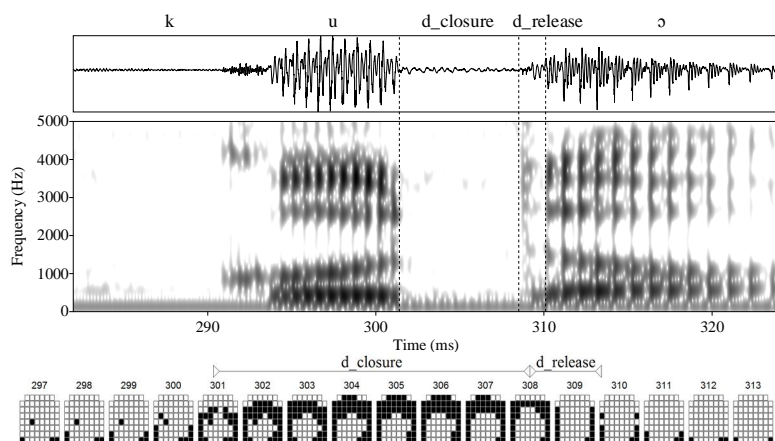 k u d_closure d_release ɔ
5000
4000
3000
2000
1000
0
Frequency (Hz)
290 300 310 320
Time (ms)
d_closure d_release
297 298 299 300 301 302 303 304 305 306 307 308 309 310 311 312 313